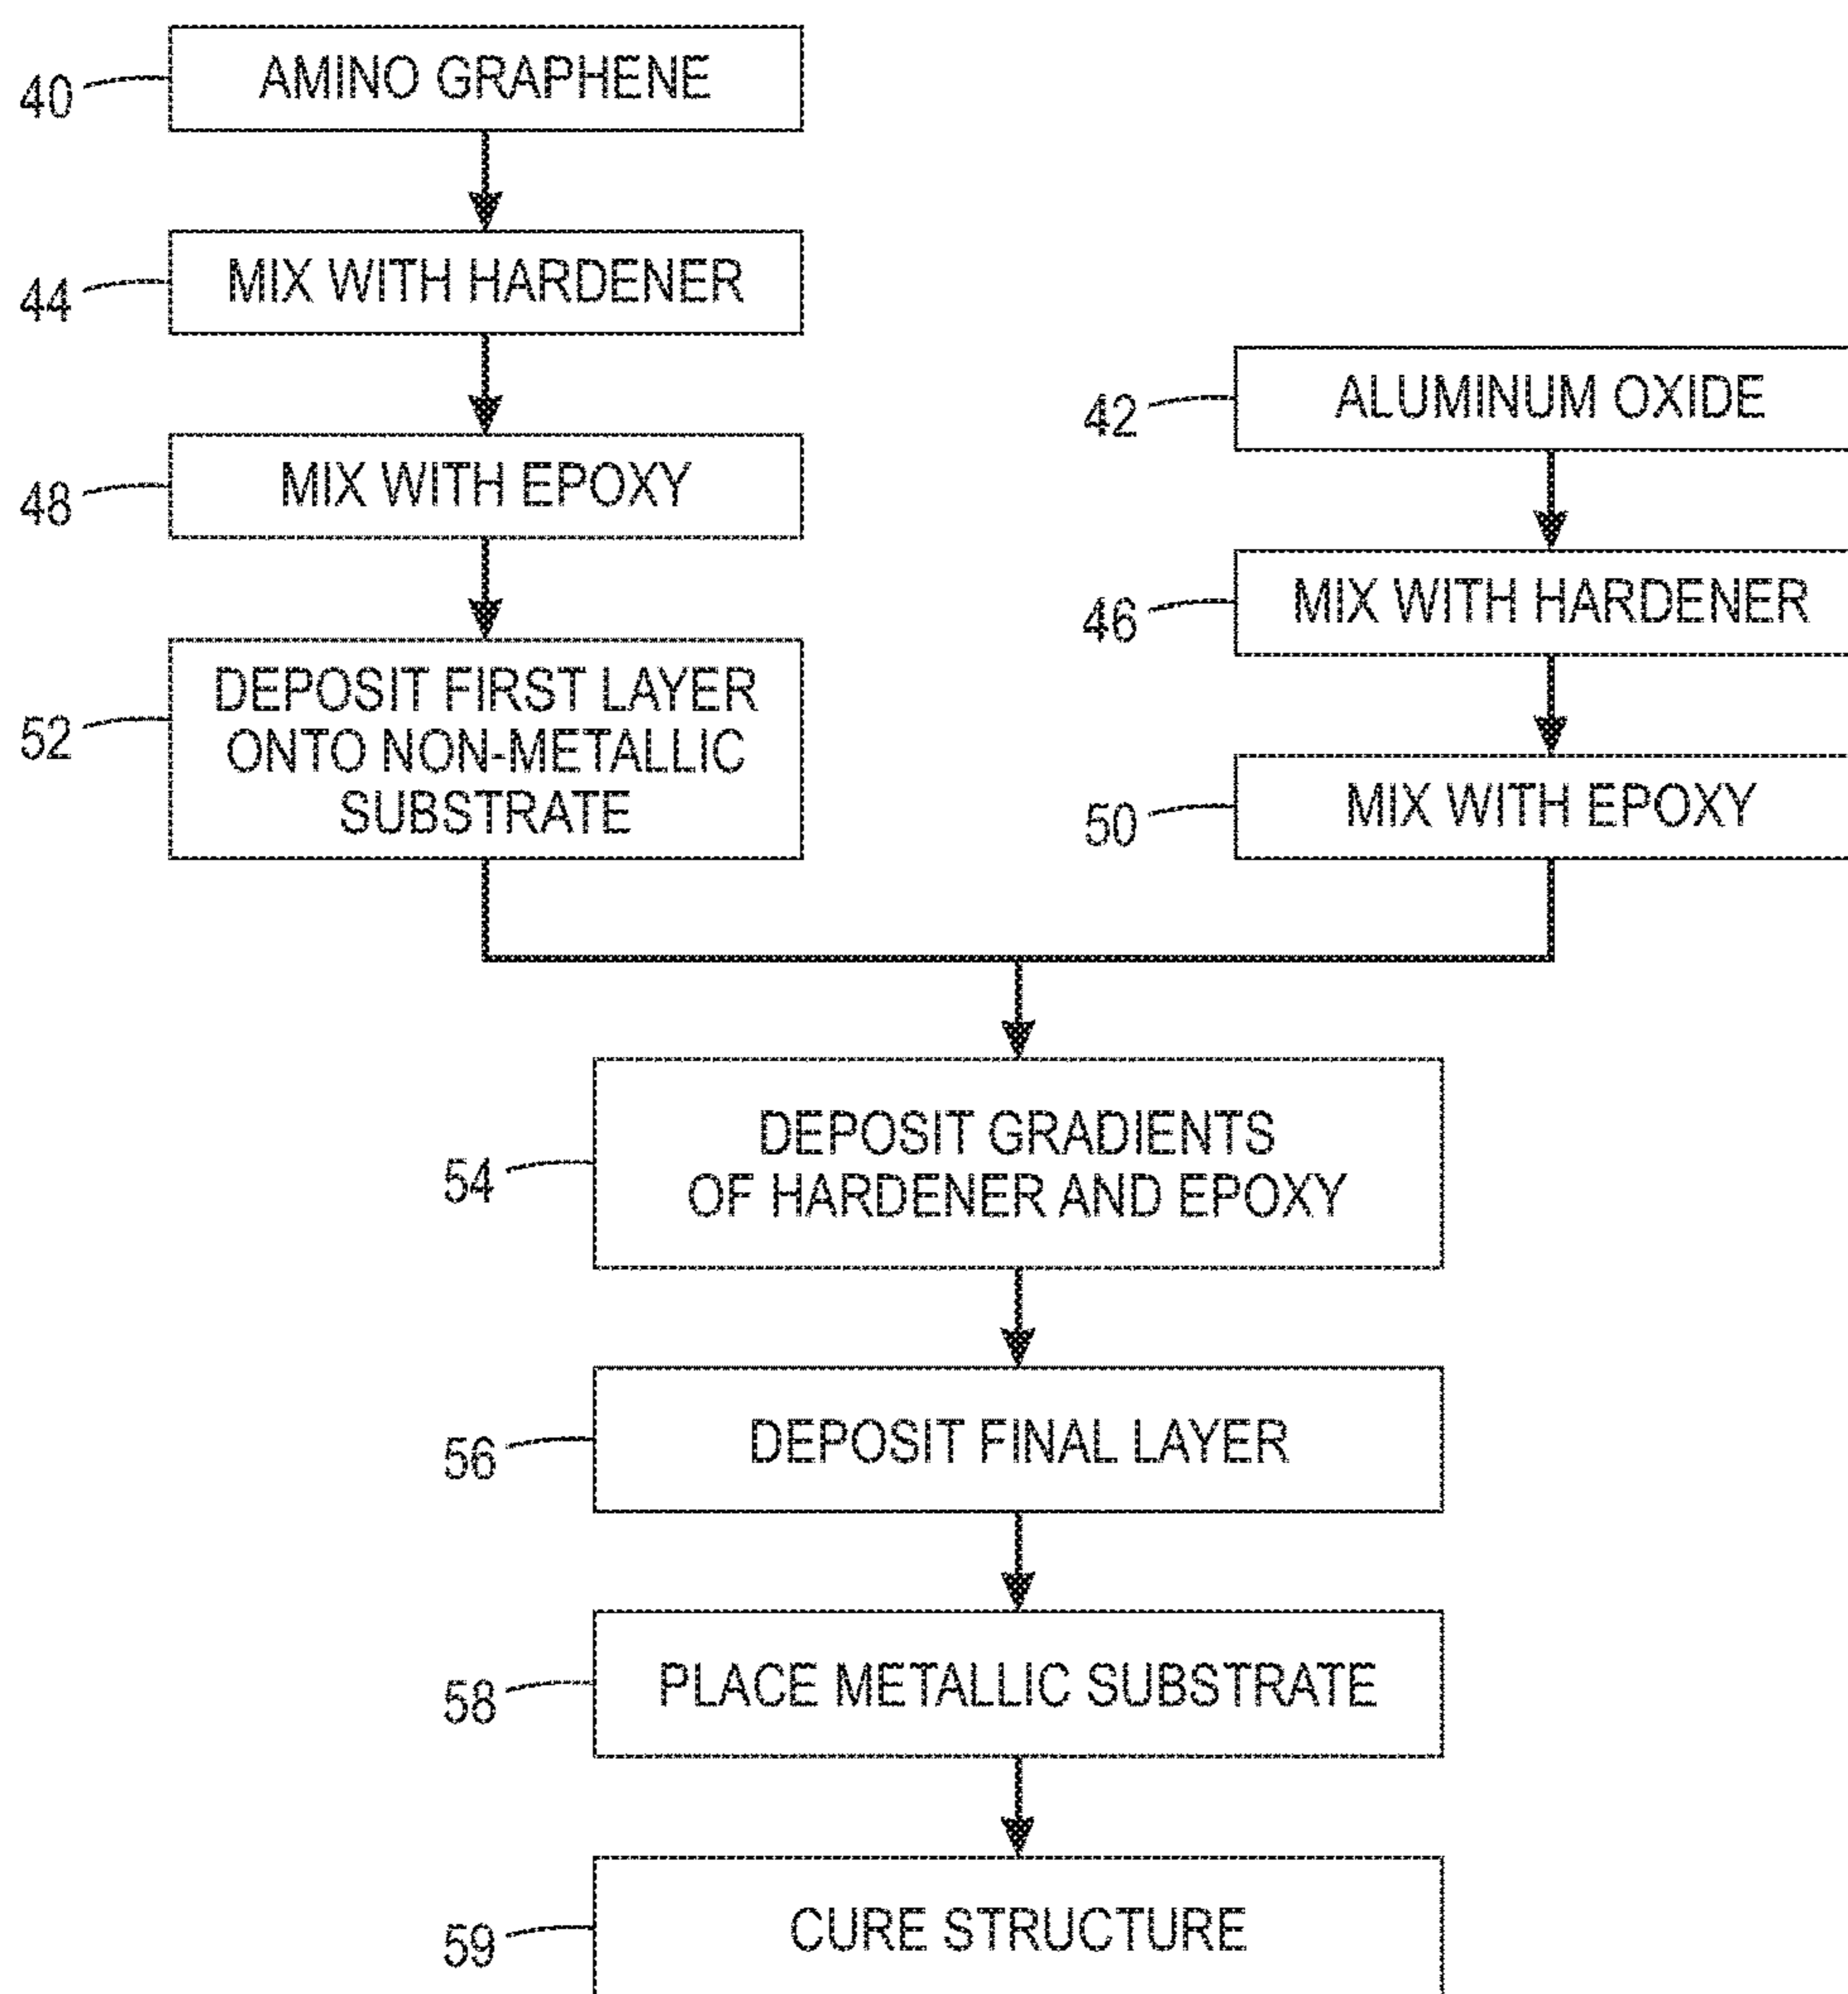 40
AMINO GRAPHENE
44
MIX WITH HARDENER
48
MIX WITH EPOXY
52
DEPOSIT FIRST LAYER
ONTO NON-METALLIC
SUBSTRATE
42
ALUMINUM OXIDE
46
MIX WITH HARDENER
50
MIX WITH EPOXY
54
DEPOSIT GRADIENTS
OF HARDENER AND EPOXY
56
DEPOSIT FINAL LAYER
58
PLACE METALLIC SUBSTRATE
59
CURE STRUCTURE